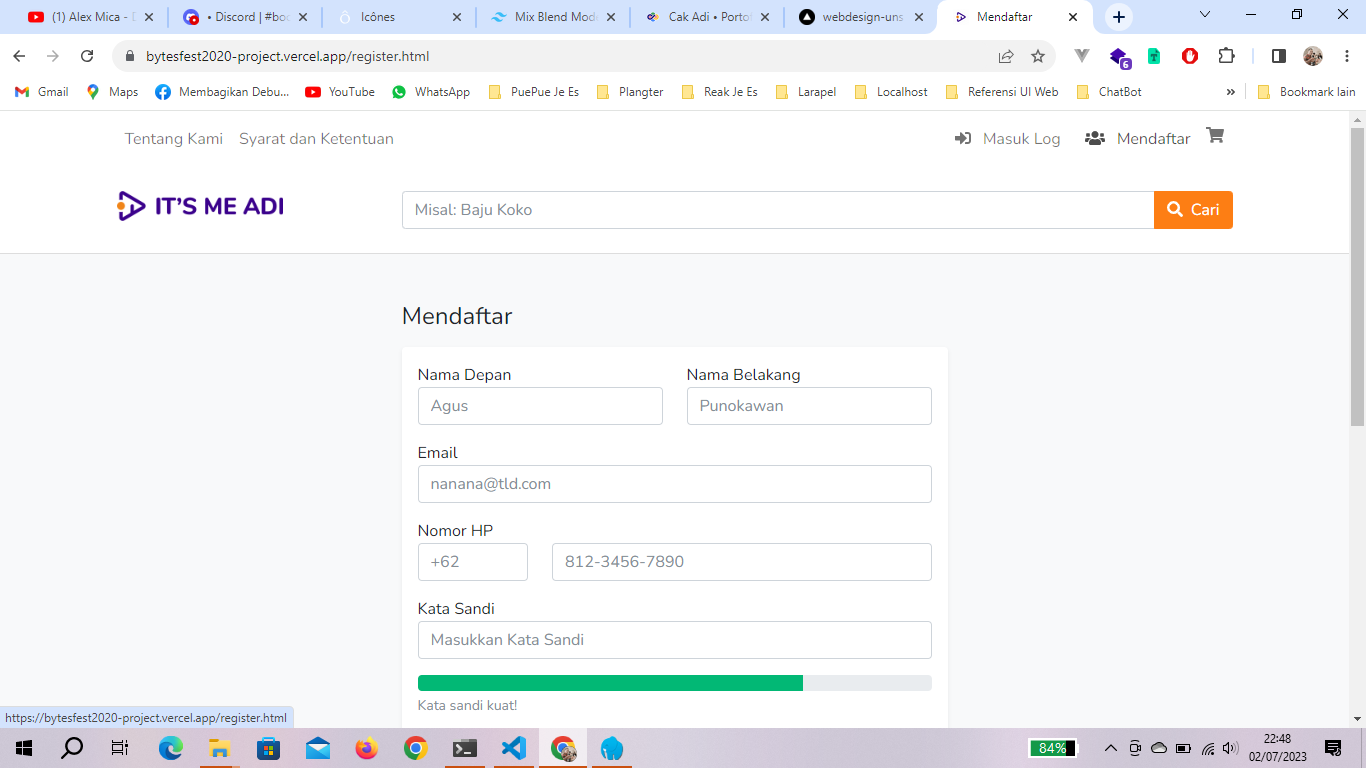 (1) Alex Mica - D
• Discord | #boc
Icônes
Mix Blend Mode
Cak Adi • Portof
webdesign-uns
Mendaftar
bytesfest2020-project.vercel.app/register.html
6
Gmail Maps Membagikan Debu... YouTube WhatsApp PuePue Je Es Plangter Reak Je Es Larapel Localhost Referensi UI Web ChatBot » Bookmark lain
Tentang Kami Syarat dan Ketentuan Masuk Log Mendaftar
IT'S ME ADI Misal: Baju Koko Cari
Mendaftar
Nama Depan Nama Belakang
Agus Punokawan
Email
nanana@tld.com
Nomor HP
+62 812-3456-7890
Kata Sandi
Masukkan Kata Sandi
Kata sandi kuat!
https://bytesfest2020-project.vercel.app/register.html
84%
22:48
02/07/2023